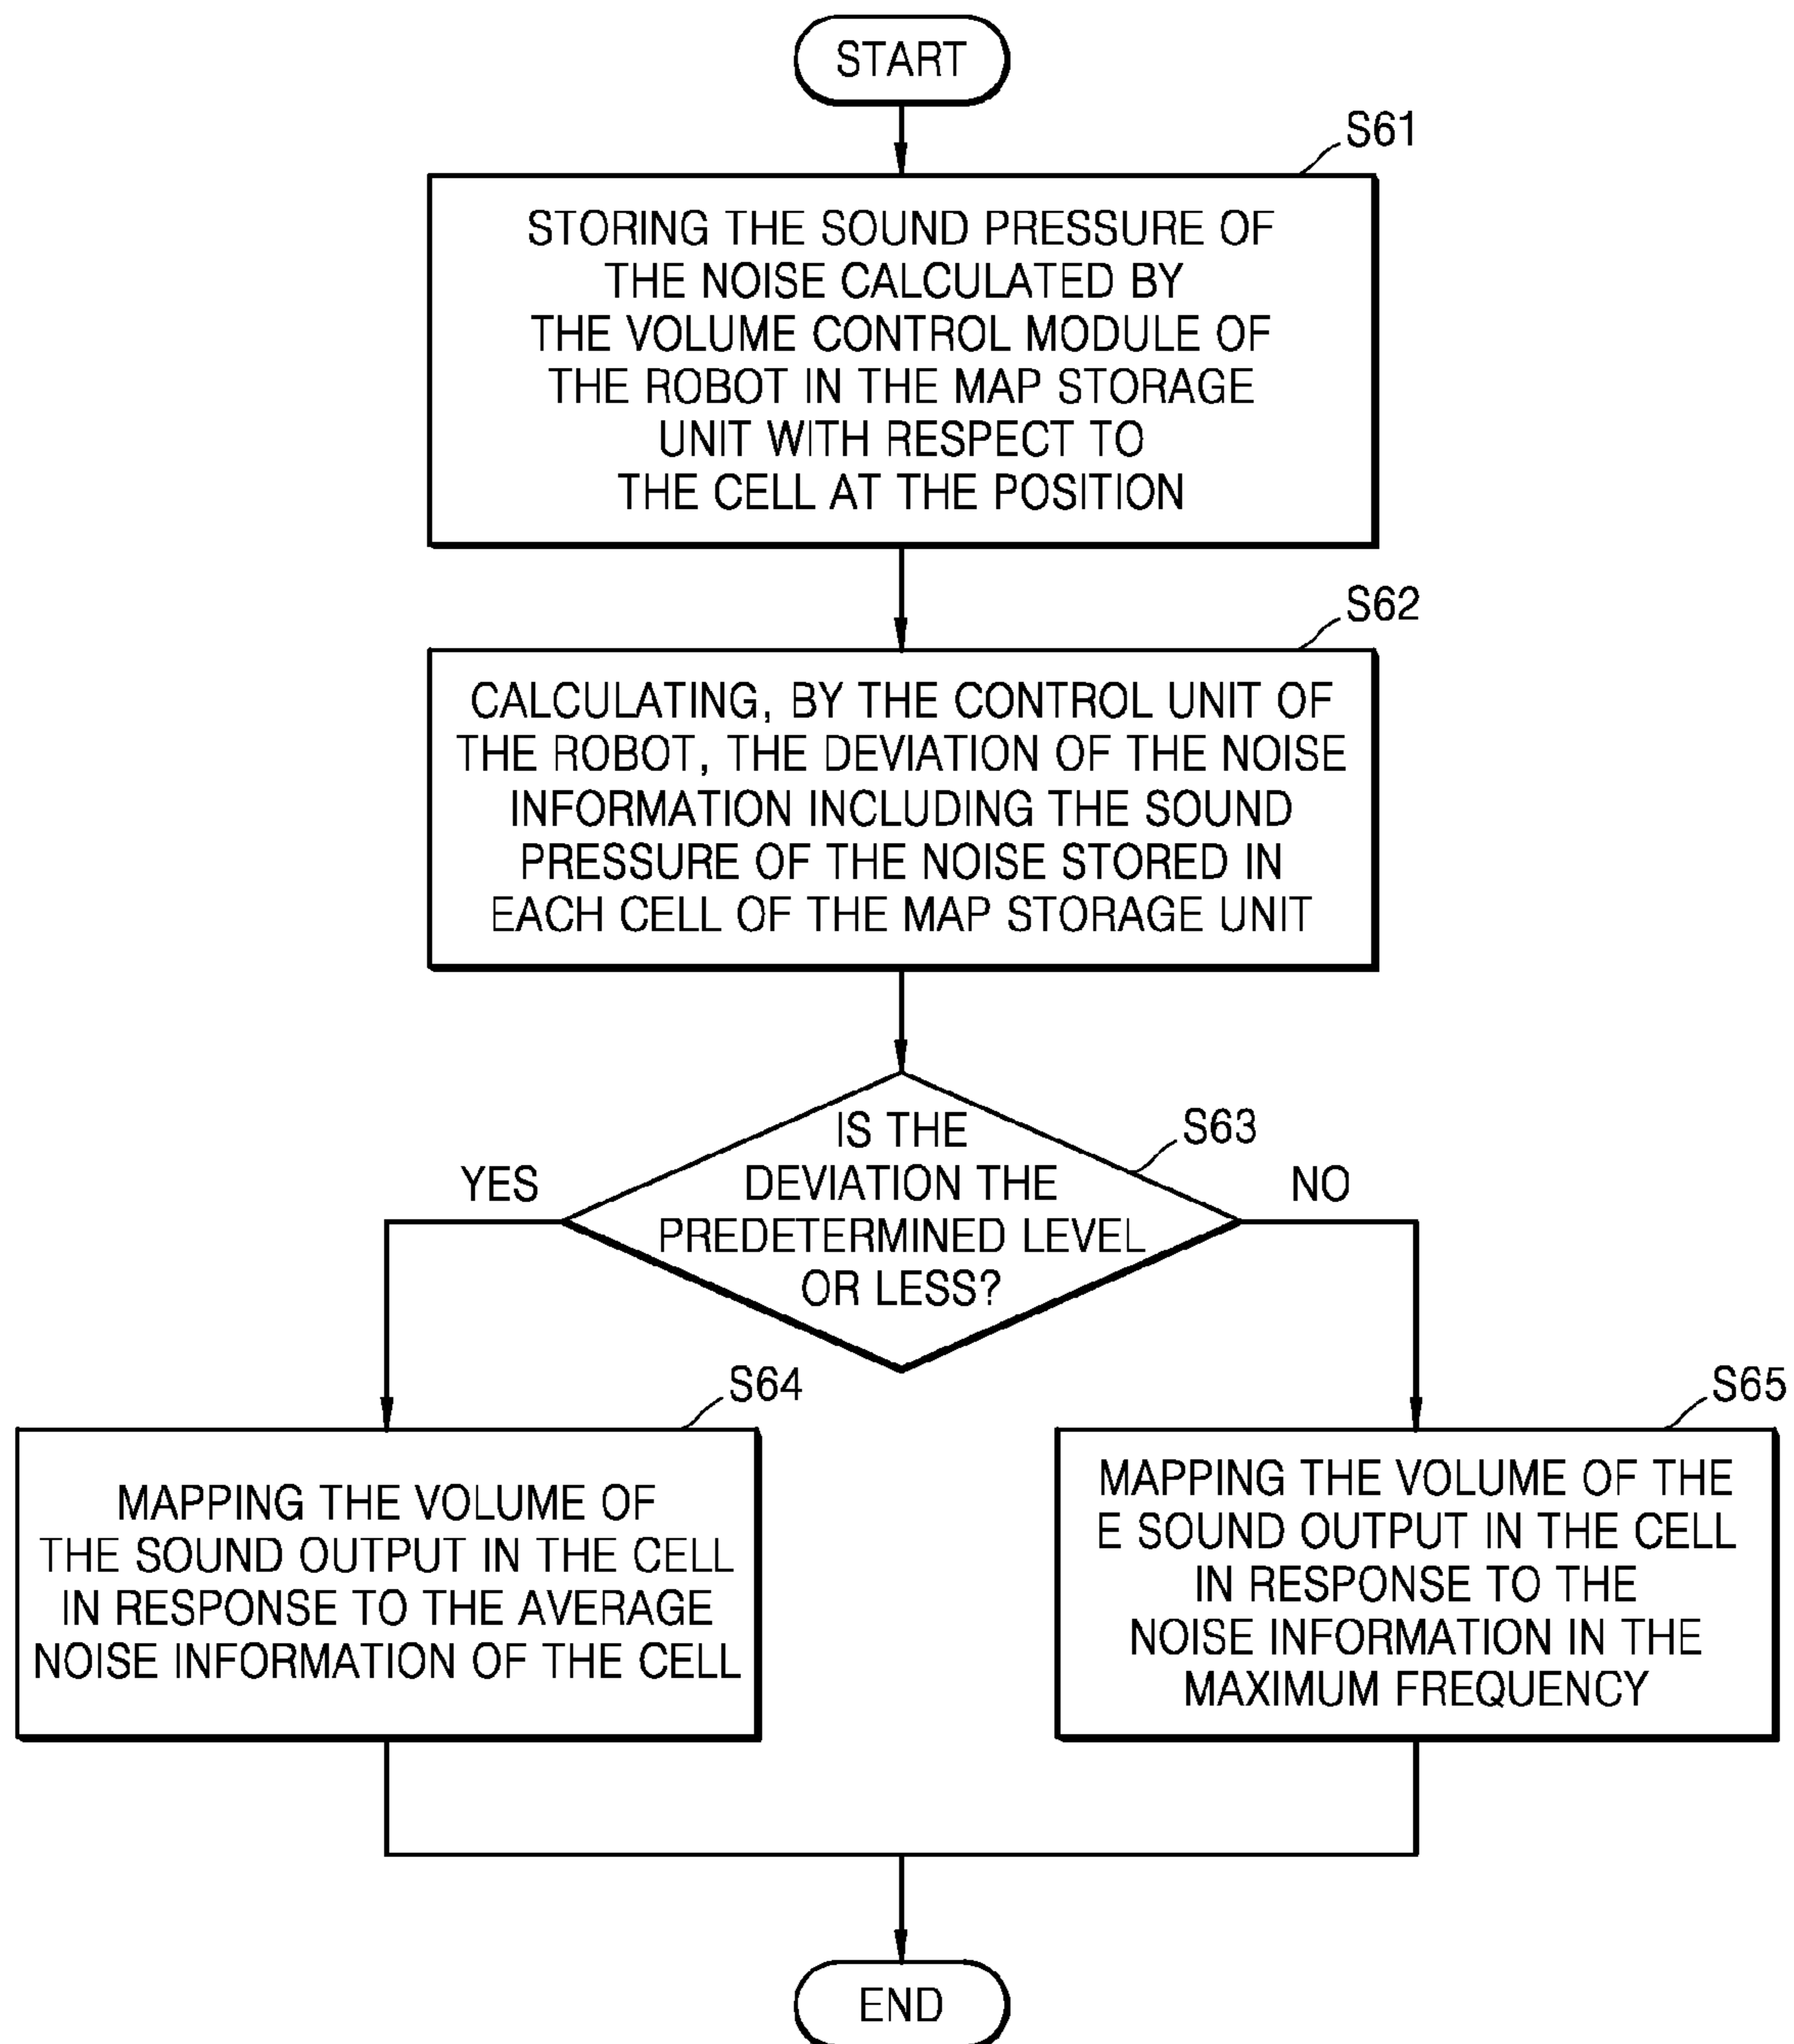 START
S61
STORING THE SOUND PRESSURE OF
THE NOISE CALCULATED BY
THE VOLUME CONTROL MODULE OF
THE ROBOT IN THE MAP STORAGE
UNIT WITH RESPECT TO
THE CELL AT THE POSITION
S62
CALCULATING, BY THE CONTROL UNIT OF
THE ROBOT, THE DEVIATION OF THE NOISE
INFORMATION INCLUDING THE SOUND
PRESSURE OF THE NOISE STORED IN
EACH CELL OF THE MAP STORAGE UNIT
S63
IS THE
DEVIATION THE
PREDETERMINED LEVEL
OR LESS?
YES
NO
S64
MAPPING THE VOLUME OF
THE SOUND OUTPUT IN THE CELL
IN RESPONSE TO THE AVERAGE
NOISE INFORMATION OF THE CELL
S65
MAPPING THE VOLUME OF THE
E SOUND OUTPUT IN THE CELL
IN RESPONSE TO THE
NOISE INFORMATION IN THE
MAXIMUM FREQUENCY
END